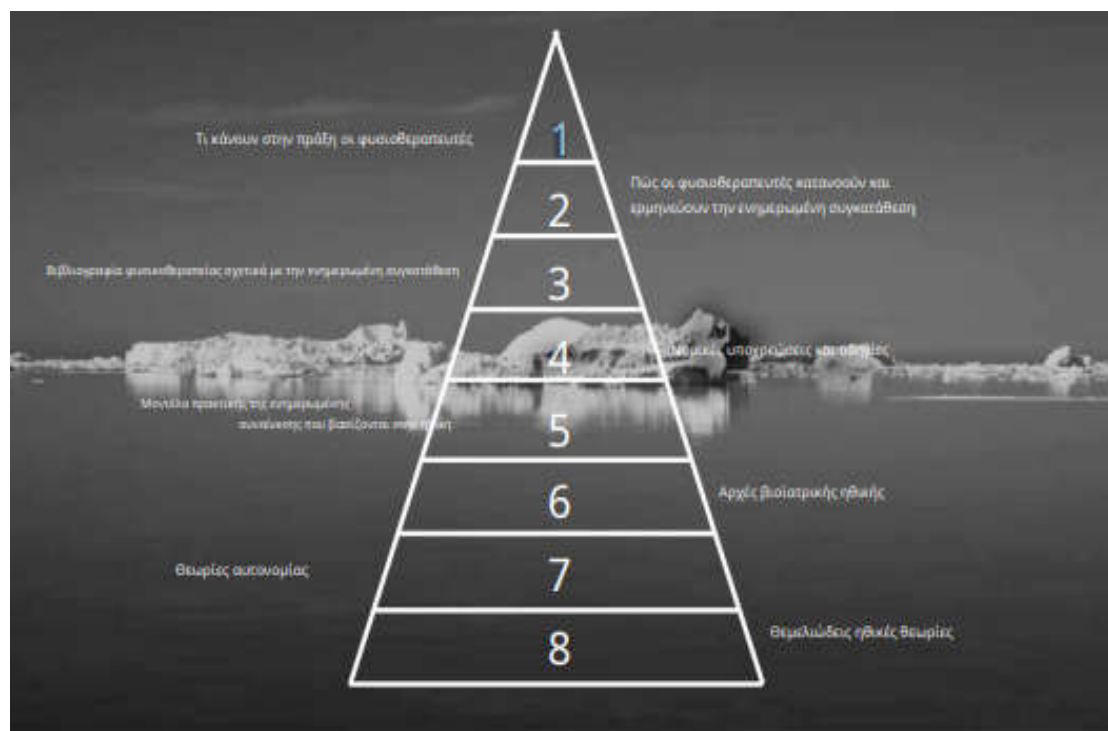 1
Τι κάνουν στην πράξη οι φυσιοθεραπευτές
2
Πώς οι φυσιοθεραπευτές κατανοούν και
ερμηνεύουν την ενημερωμένη συγκατάθεση
3
Βιβλιογραφία φυσικοθεραπείας σχετικά με την ενημερωμένη συγκατάθεση
4
Νομικές υποχρεώσεις και οδηγίες
5
Μοντέλα πρακτικής της ενημερωμένης
συναίνεσης που βασίζονται στην ηθική
6
Αρχές βιοϊατρικής ηθικής
7
Θεωρίες αυτονομίας
8
Θεμελιώδεις ηθικές θεωρίες